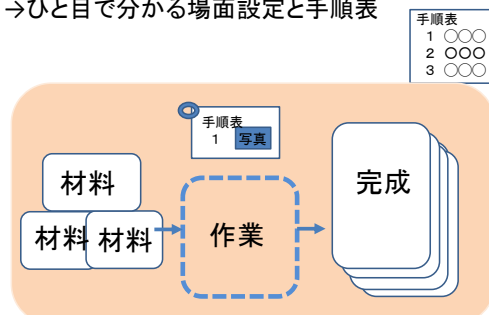 →ひと目で分かる場面設定と手順表
手順表
1 ○○○
2 ○○○
3 ○○○
手順表
1 写真
材料
材料 材料
作業
完成